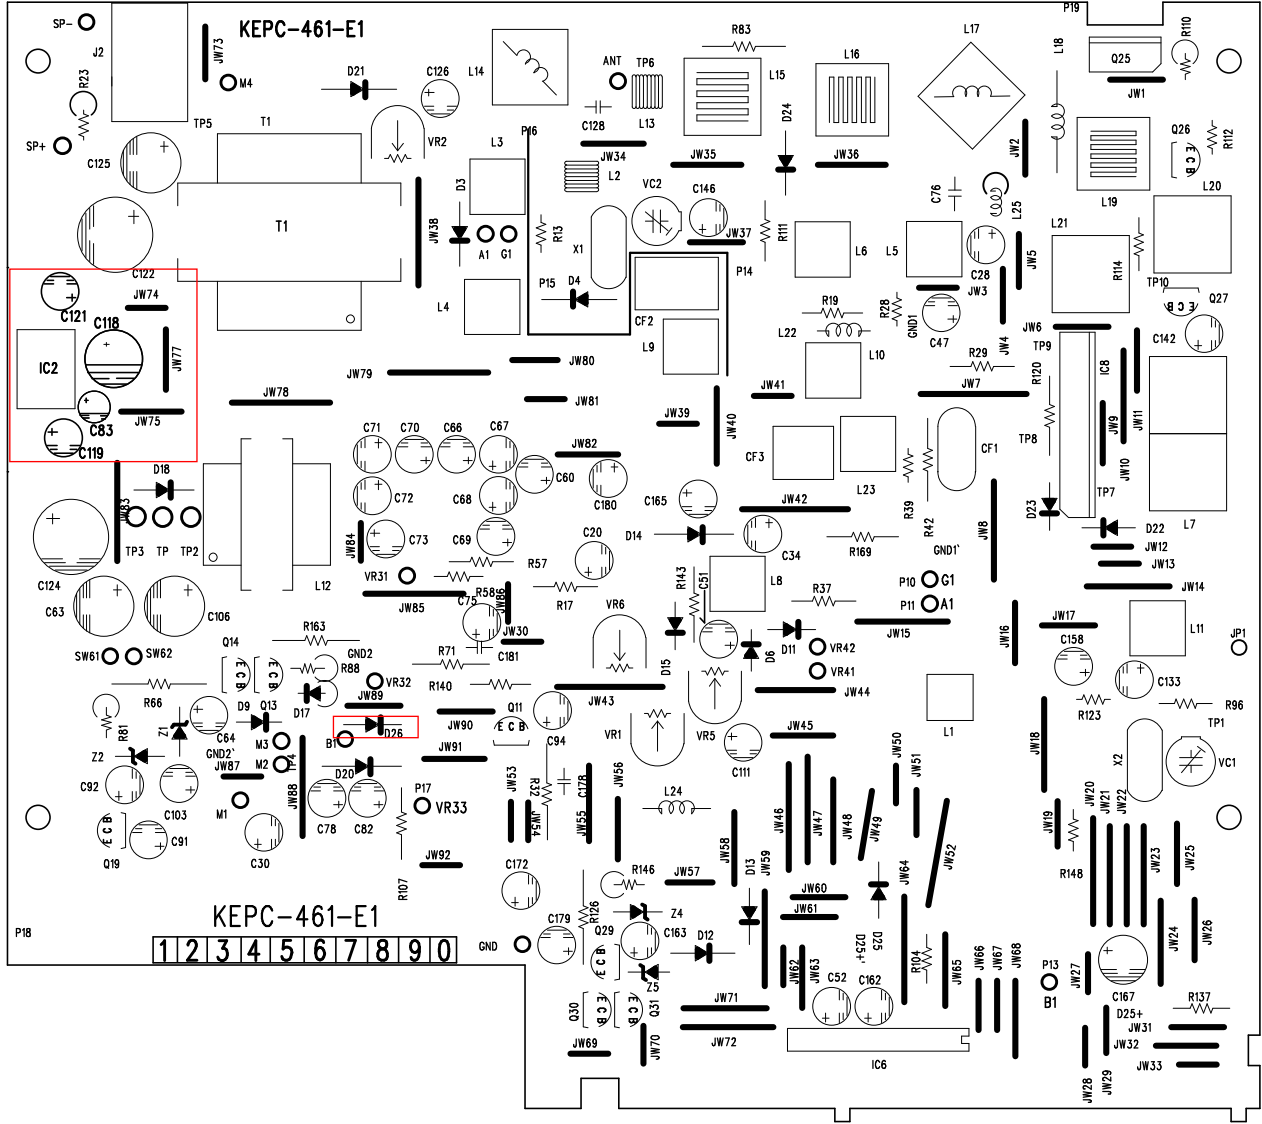 SP-
KEPC-461-E1
P19
J2
JW73
R83
L17
L18
R110
R23
M4
D21
C126
L14
ANT
TP6
L15
L16
Q25
JW1
TP5
T1
VR2
C128
L13
D24
JW2
Q26
E C B
R112
SP+
P16
L3
JW34
JW35
JW36
C125
D3
L2
VC2
C146
C76
L25
L19
L20
T1
JW38
A1
G1
R13
X1
JW37
R111
L6
L5
C28
JW5
L21
R114
C122
P15
D4
P14
JW3
TP10
JW74
C121
C118
L4
CF2
R19
R28
GND1
C47
JW4
E C B
Q27
L22
JW6
TP9
C142
IC2
JW77
L9
L10
R29
R120
IC8
JW79
JW80
JW78
JW81
JW41
JW7
JW9
JW11
C83
JW75
JW39
JW40
C119
C71
C70
C66
C67
JW82
CF3
L23
CF1
TP8
JW10
D18
C72
C68
C60
C180
C165
JW42
R39
R42
JW8
D23
TP7
L7
JW83
JW84
C73
C69
C20
D14
C34
R169
GND1`
D22
TP3
TP
TP2
JW12
C124
L12
VR31
R57
R143
C51
L8
P10
G1
JW13
C63
C106
JW85
R58
C75
JW86
R17
VR6
R37
P11
A1
JW14
Q14
R163
JW30
JW15
JW16
JW17
L11
JP1
SW61
SW62
E C B
E C B
GND2
R88
R71
C181
D15
D6
D11
VR42
C158
R66
VR32
R140
VR41
C133
D9
Q13
D17
JW89
JW43
JW44
R123
R96
R81
Z1
C64
M3
B1
D26
JW90
Q11
E C B
C94
VR1
VR5
JW45
L1
JW18
TP1
Z2
GND2`
JW87
M2
TP4
D20
JW91
C111
X2
VC1
C92
C103
M1
JW88
C78
C82
P17
VR33
JW53
R32
C178
JW56
L24
JW46
JW47
JW48
JW49
JW50
JW51
JW52
JW19
JW20
JW21
JW22
E C B
Q19
C91
C30
R107
JW92
JW54
JW55
JW58
JW59
R148
JW23
JW25
C172
R146
JW57
D13
JW60
JW64
KEPC-461-E1
R126
Z4
JW61
P18
1 2 3 4 5 6 7 8 9 0
GND
C179
Q29
C163
D12
D25+'
D25
JW24
JW26
E C B
Z5
JW62
JW63
R104
JW65
JW66
JW67
JW68
P13
B1
JW27
C52
C162
C167
R137
Q30
E C B
E C B
Q31
JW71
D25+
JW31
JW72
JW32
JW69
JW70
IC6
JW33
JW28
JW29